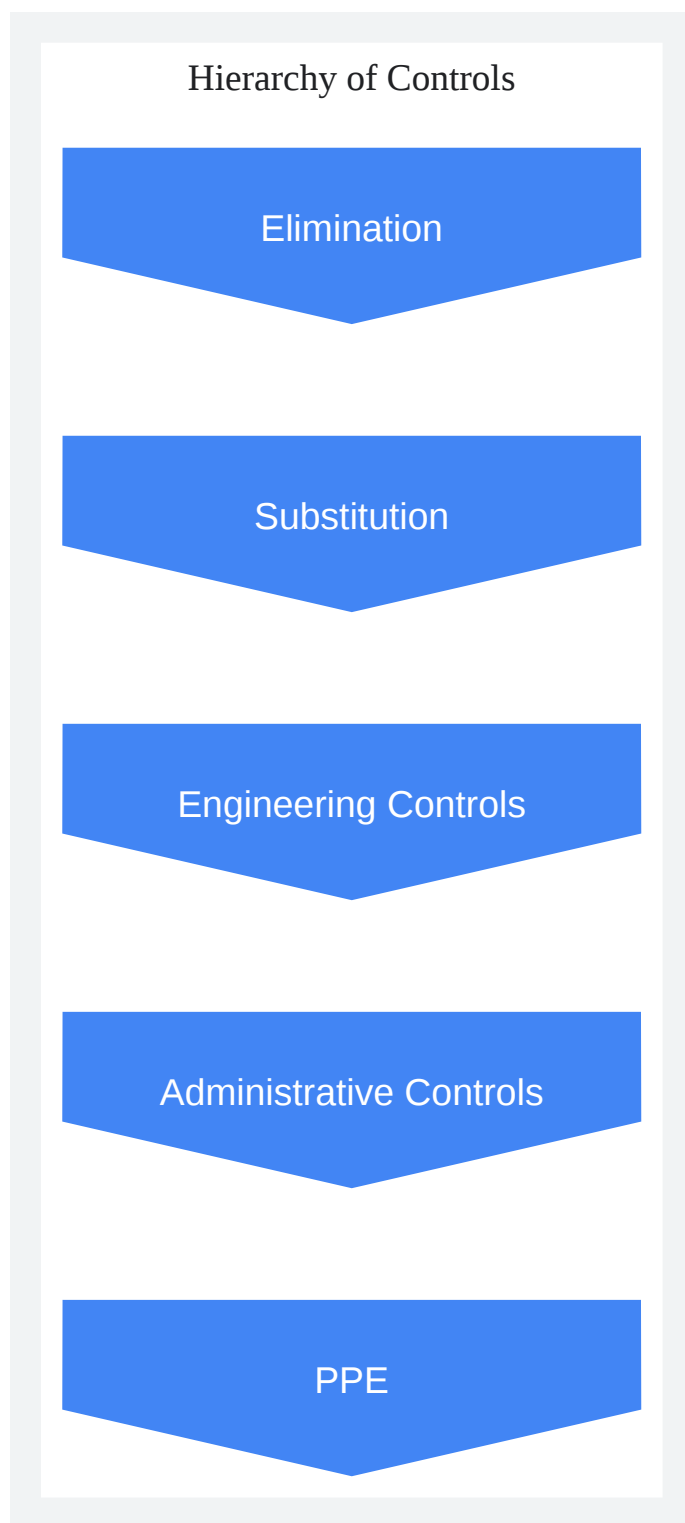 Hierarchy of Controls
Elimination
Substitution
Engineering Controls
Administrative Controls
PPE